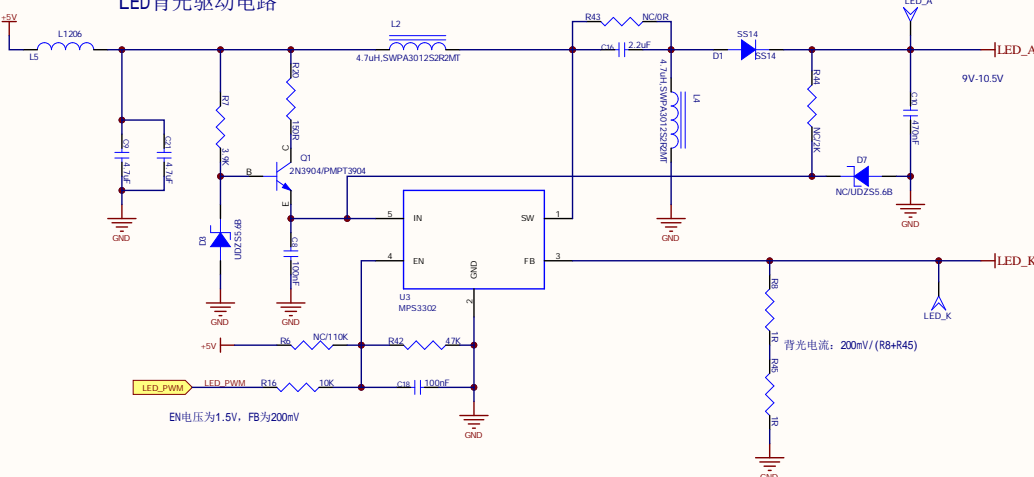 LED背光驱动电路
+5V
L1206
L5
L2
4.7uH,SWPA3012S2R2MT
R43
NC/0R
C16
2.2uF
D1
SS14
SS14
LED_A
LED_A
9V-10.5V
R7
3.9K
R20
150R
C9
4.7uF
C21
4.7uF
4.7uH,SWPA3012S2R2MT
L4
R44
NC/2K
C10
470nF
Q1
2N3904/PMPT3904
B
C
E
D7
NC/UDZS5.6B
D3
UDZS5.6B
C8
100nF
GND
GND
GND
GND
GND
5
IN
SW
1
4
EN
FB
3
GND
2
U3
MPS3302
LED_K
LED_K
+5V
R6
NC/110K
R42
47K
R8
1R
背光电流：200mV/(R8+R45)
R45
1R
LED_PWM
LED_PWM
R16
10K
C18
100nF
EN电压为1.5V，FB为200mV
GND
GND